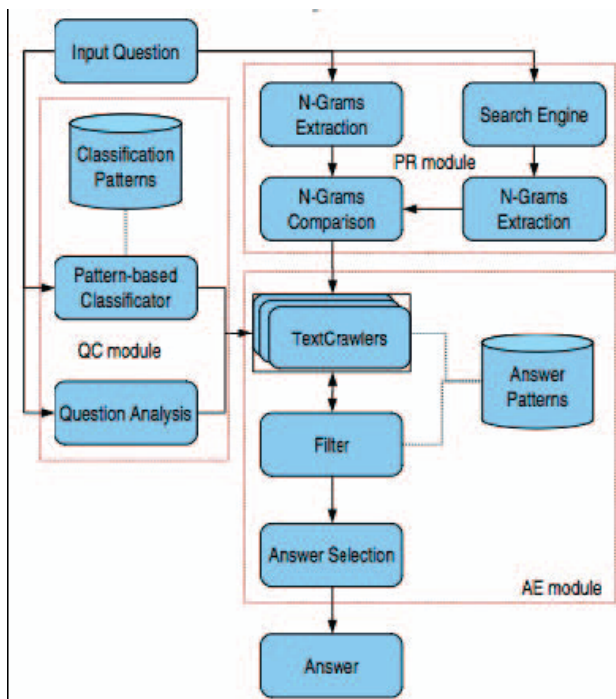 Input Question
N-Grams
Extraction
Search Engine
Classification
Patterns
PR module
N-Grams
Comparison
N-Grams
Extraction
Pattern-based
Classificator
QC module
Question Analysis
TextCrawlers
Answer
Patterns
Filter
Answer Selection
AE module
Answer